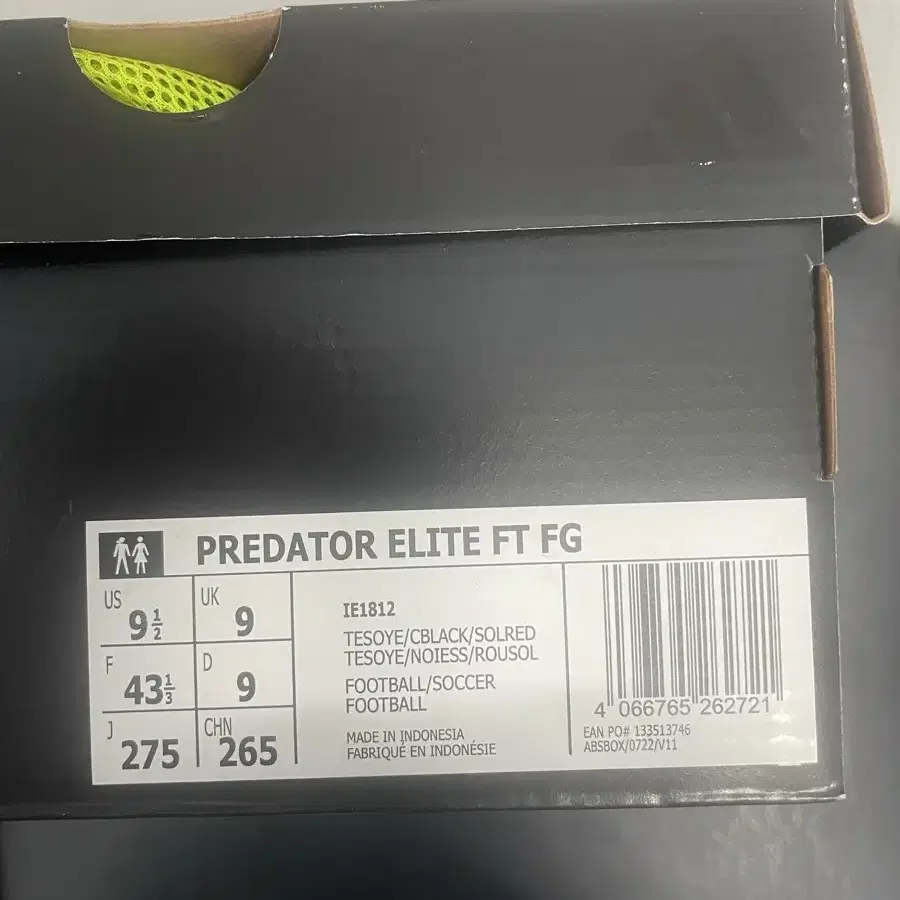 PREDATOR ELITE FT FG
US 9½
UK 9
F 43⅓
D 9
J 275
CHN 265
IE1812
TESOYE/CBLACK/SOLRED
TESOYE/NOIESS/ROUSOL
FOOTBALL/SOCCER
FOOTBALL
MADE IN INDONESIA
FABRIQUÉ EN INDONÉSIE
4 066765 262721
EAN PO# 133513746
ABSBOX/0722/V11